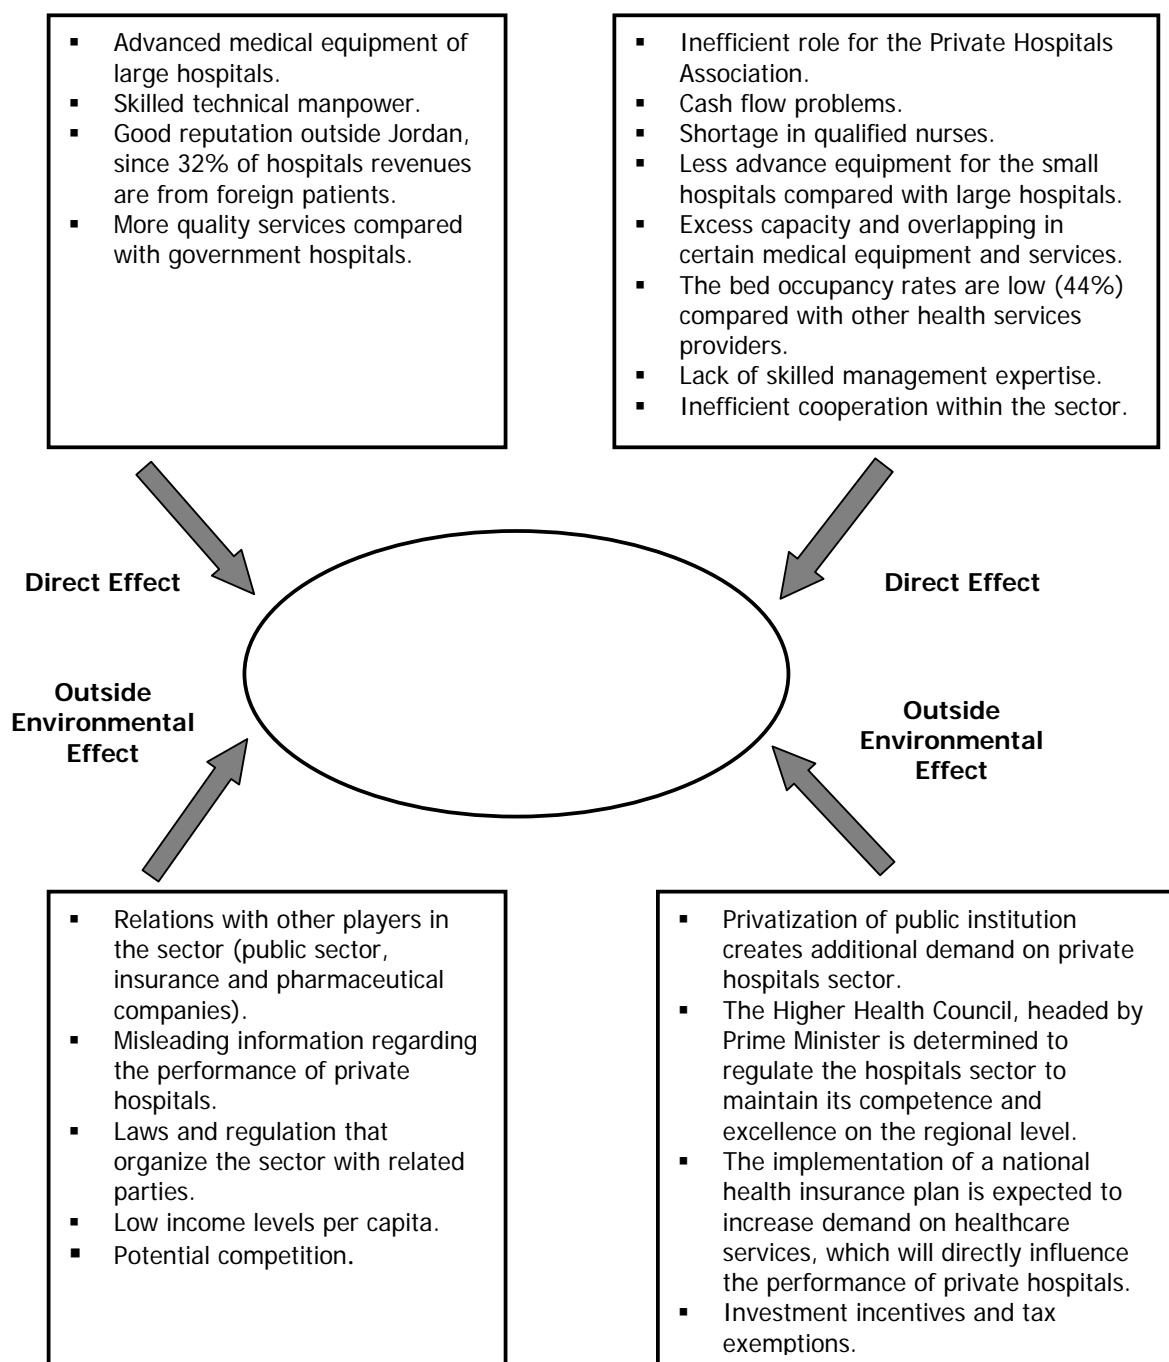 ▪ Advanced medical equipment of
large hospitals.
▪ Skilled technical manpower.
▪ Good reputation outside Jordan,
since 32% of hospitals revenues
are from foreign patients.
▪ More quality services compared
with government hospitals.
▪ Inefficient role for the Private Hospitals
Association.
▪ Cash flow problems.
▪ Shortage in qualified nurses.
▪ Less advance equipment for the small
hospitals compared with large hospitals.
▪ Excess capacity and overlapping in
certain medical equipment and services.
▪ The bed occupancy rates are low (44%)
compared with other health services
providers.
▪ Lack of skilled management expertise.
▪ Inefficient cooperation within the sector.
Direct Effect
Direct Effect
Outside
Environmental
Effect
Outside
Environmental
Effect
▪ Relations with other players in
the sector (public sector,
insurance and pharmaceutical
companies).
▪ Misleading information regarding
the performance of private
hospitals.
▪ Laws and regulation that
organize the sector with related
parties.
▪ Low income levels per capita.
▪ Potential competition.
▪ Privatization of public institution
creates additional demand on private
hospitals sector.
▪ The Higher Health Council, headed by
Prime Minister is determined to
regulate the hospitals sector to
maintain its competence and
excellence on the regional level.
▪ The implementation of a national
health insurance plan is expected to
increase demand on healthcare
services, which will directly influence
the performance of private hospitals.
▪ Investment incentives and tax
exemptions.